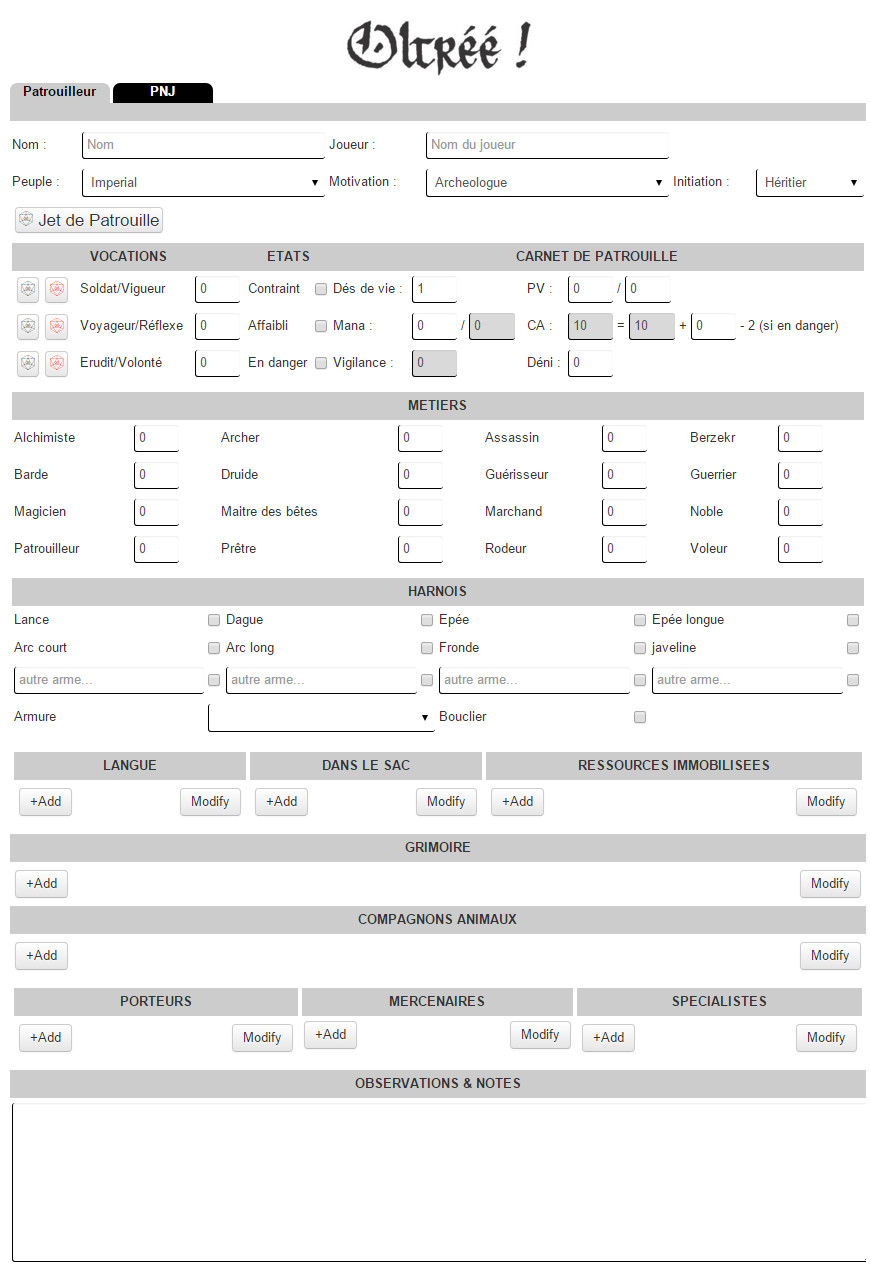 Oltréé !
Patrouilleur PNJ
Nom : Nom Joueur : Nom du joueur
Peuple : Imperial Motivation : Archeologue Initiation : Héritier
Jet de Patrouille
VOCATIONS ETATS CARNET DE PATROUILLE
Soldat/Vigueur 0 Contraint Dés de vie : 1 PV : 0 / 0
Voyageur/Réflexe 0 Affaibli Mana : 0 / 0 CA : 10 = 10 + 0 - 2 (si en danger)
Erudit/Volonté 0 En danger Vigilance : 0 Déni : 0
METIERS
Alchimiste 0 Archer 0 Assassin 0 Berzekr 0
Barde 0 Druide 0 Guérisseur 0 Guerrier 0
Magicien 0 Maitre des bêtes 0 Marchand 0 Noble 0
Patrouilleur 0 Prêtre 0 Rodeur 0 Voleur 0
HARNOIS
Lance Dague Epée Epée longue
Arc court Arc long Fronde javeline
autre arme... autre arme... autre arme... autre arme...
Armure Bouclier
LANGUE DANS LE SAC RESSOURCES IMMOBILISEES
+Add Modify +Add Modify +Add Modify
GRIMOIRE
+Add Modify
COMPAGNONS ANIMAUX
+Add Modify
PORTEURS MERCENAIRES SPECIALISTES
+Add Modify +Add Modify +Add Modify
OBSERVATIONS & NOTES